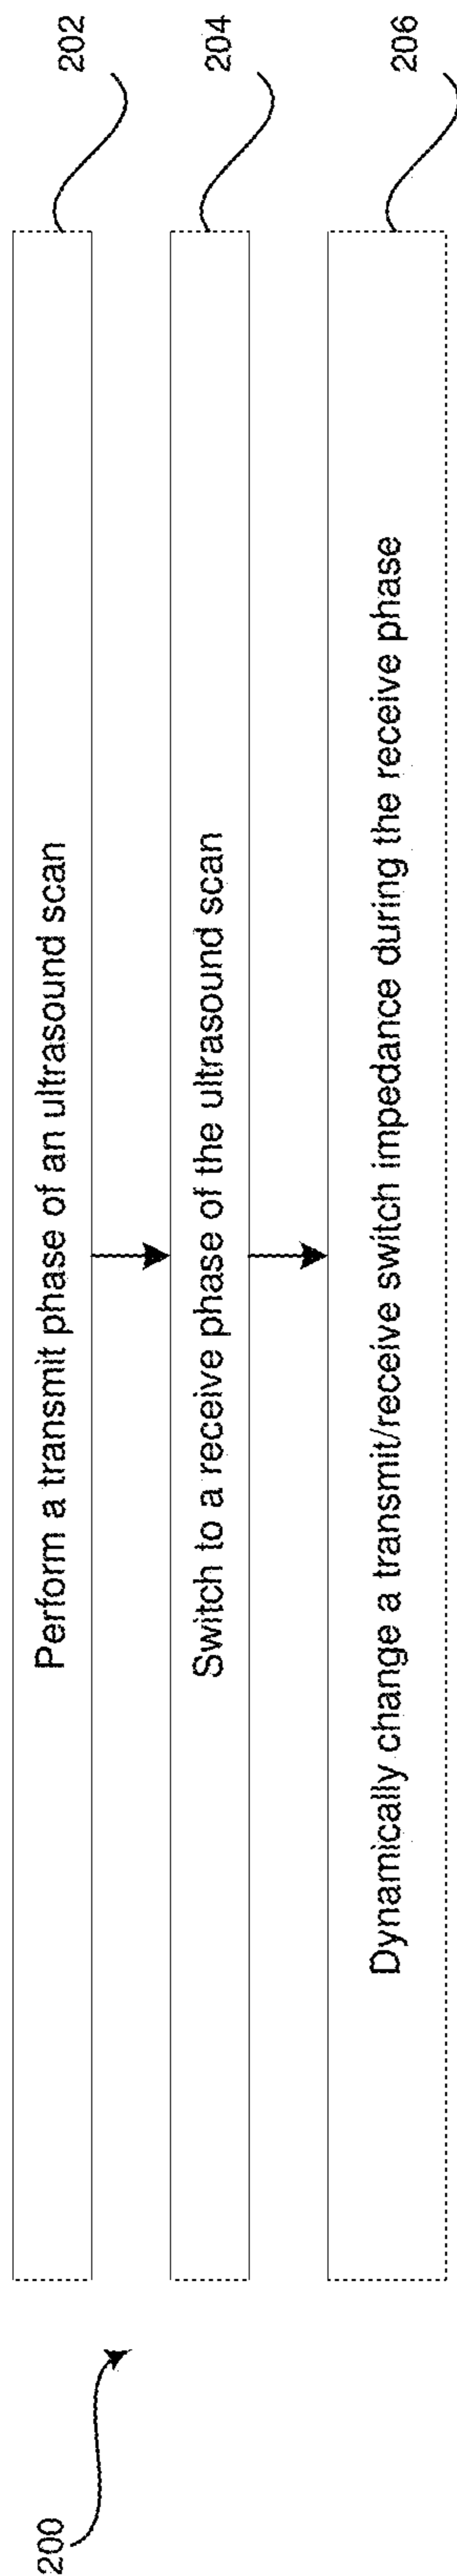 200
Perform a transmit phase of an ultrasound scan
202
Switch to a receive phase of the ultrasound scan
204
Dynamically change a transmit/receive switch impedance during the receive phase
206